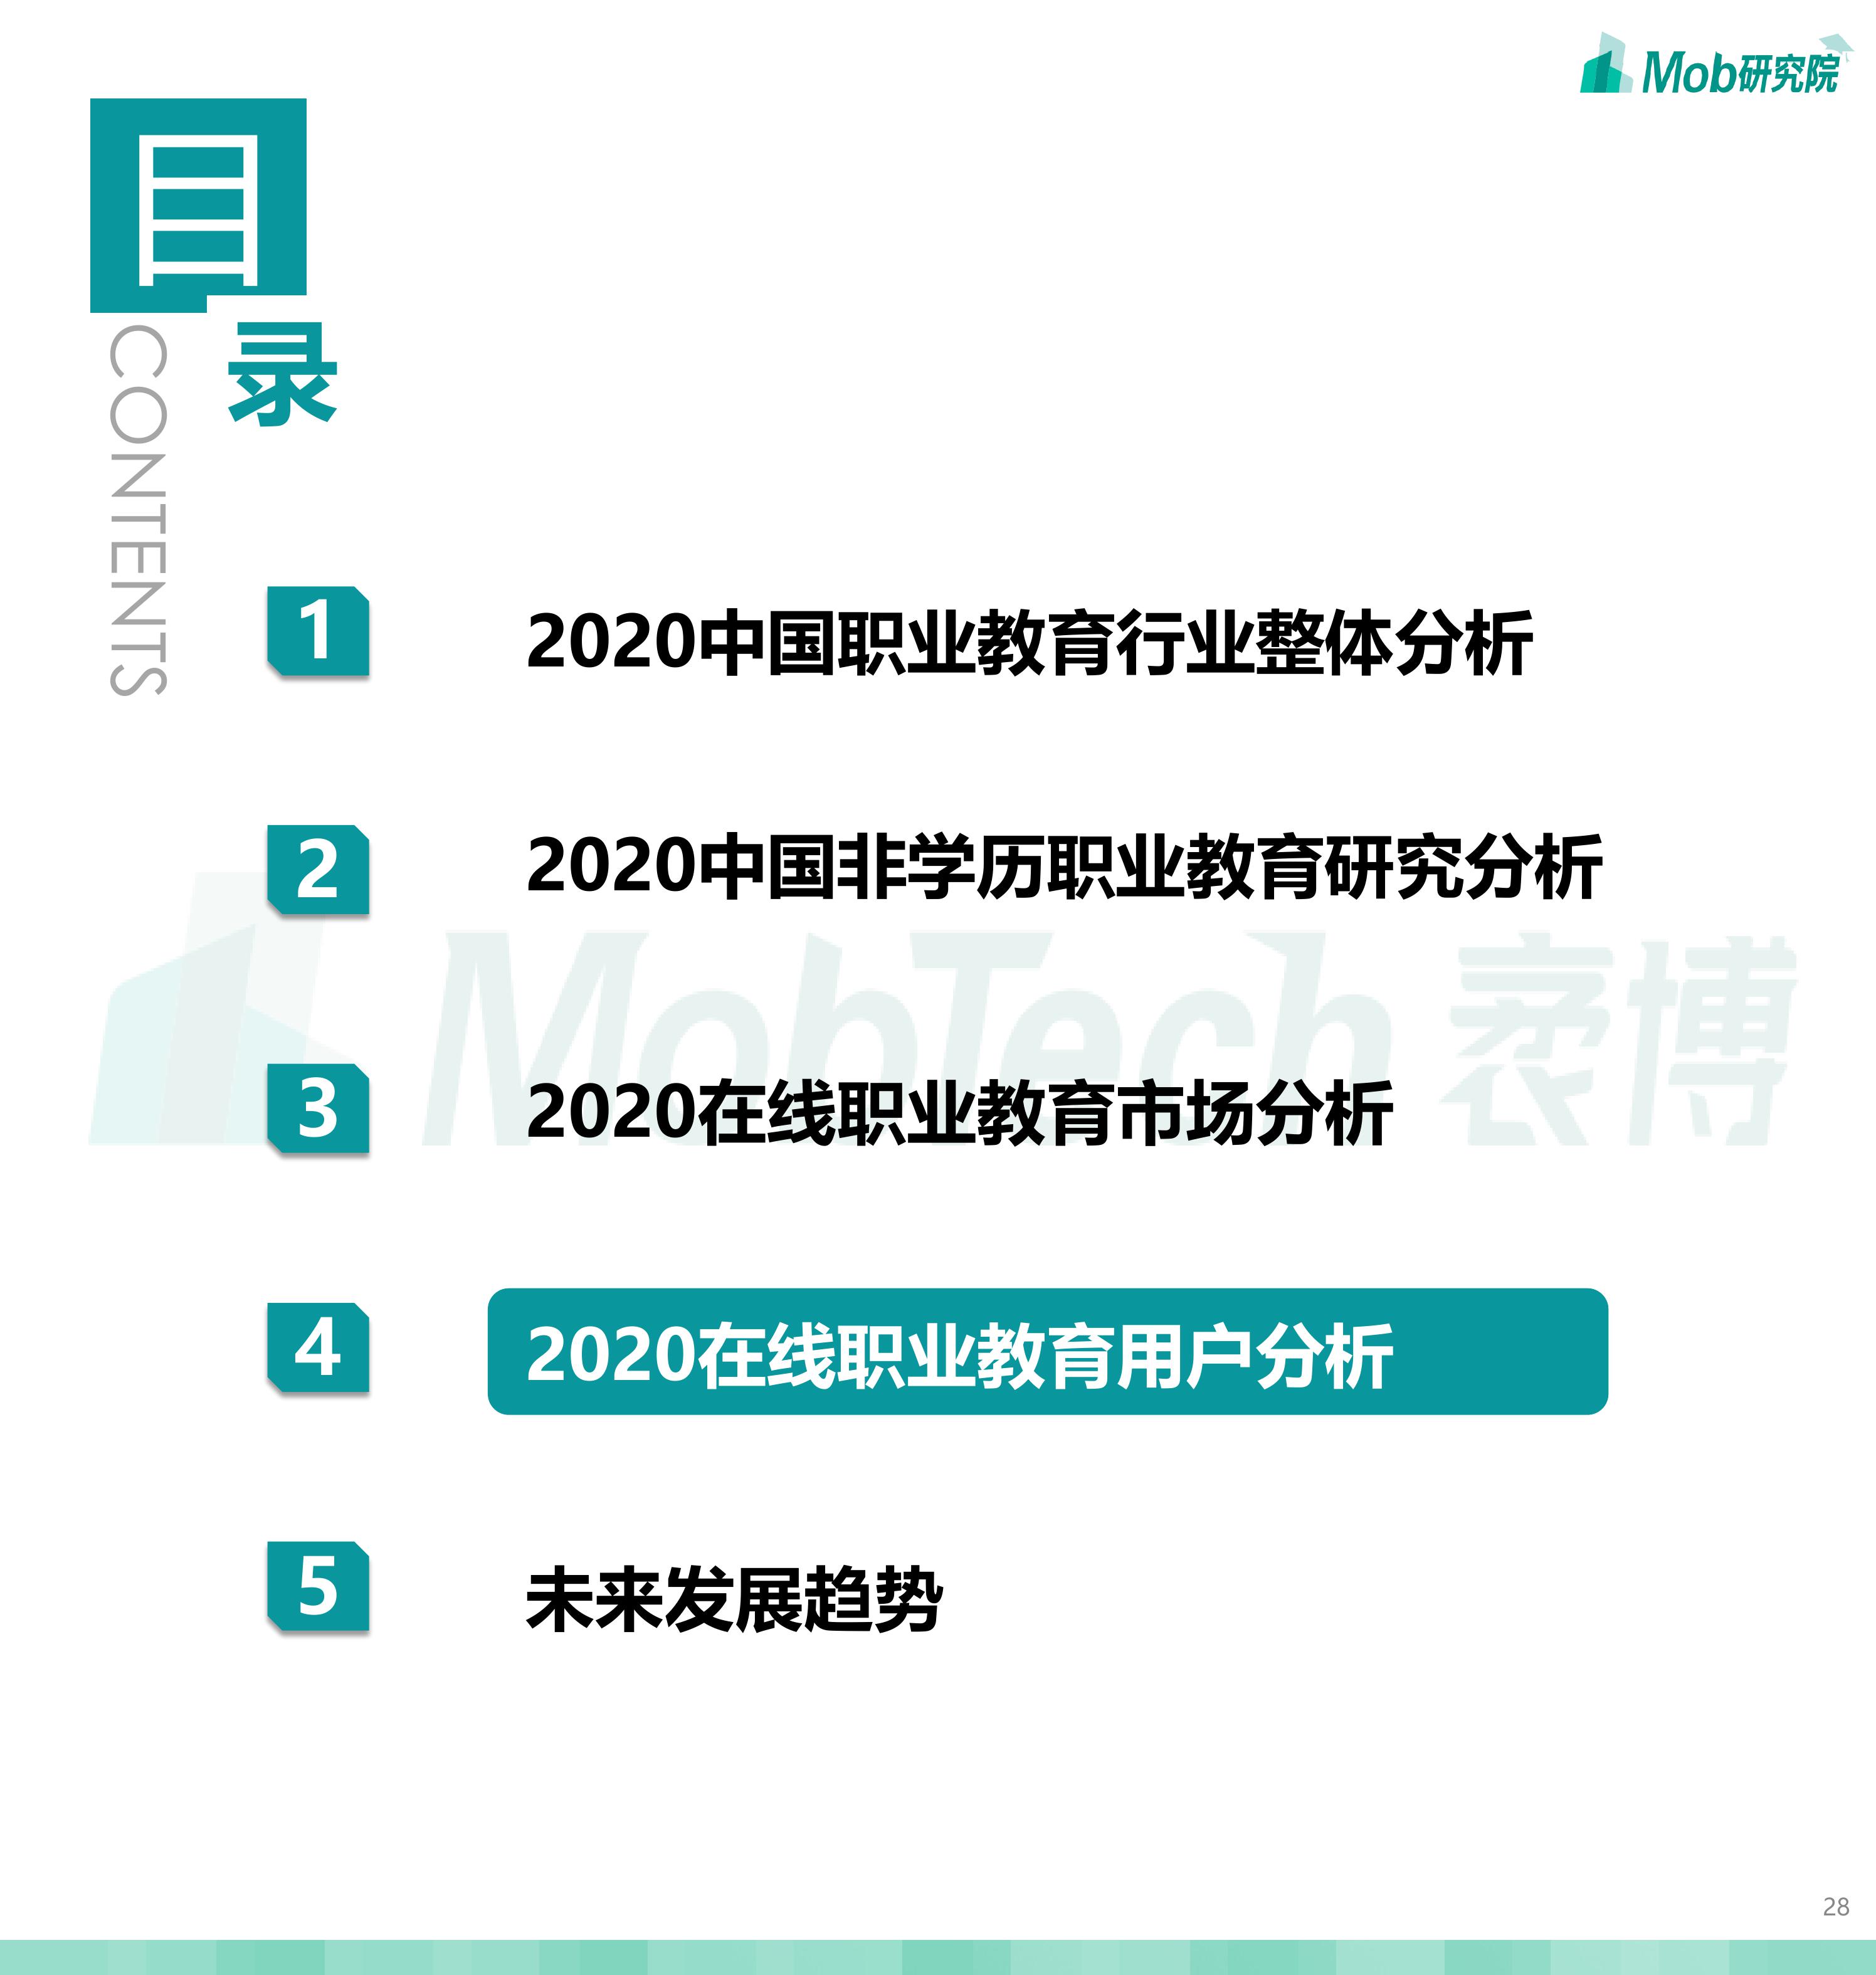 Mob研究院
目
录
CONTENTS
1
2020中国职业教育行业整体分析
2
2020中国非学历职业教育研究分析
MobTech 袤博
3
2020在线职业教育市场分析
4
2020在线职业教育用户分析
5
未来发展趋势
28